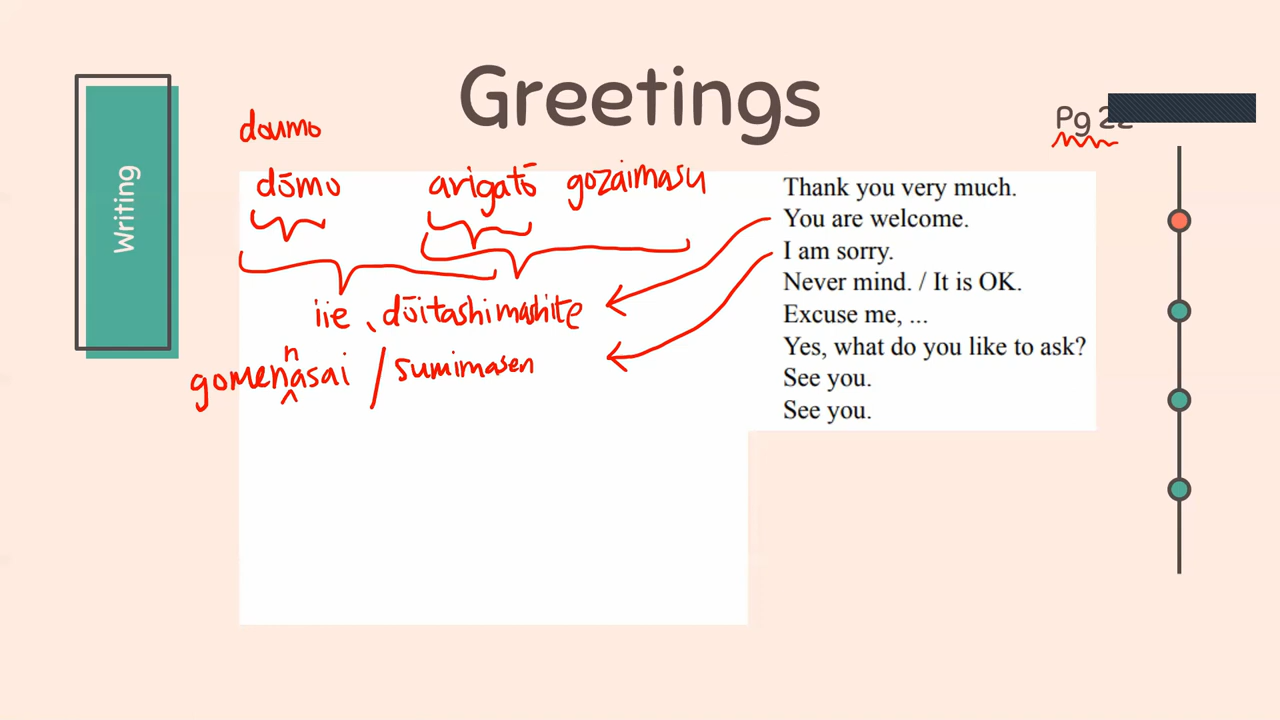 Greetings
Pg 22
Writing
doumo
dōmo arigatō gozaimasu
iie、dōitashimashite
gomennasai / sumimasen
Thank you very much.
You are welcome.
I am sorry.
Never mind. / It is OK.
Excuse me, ...
Yes, what do you like to ask?
See you.
See you.